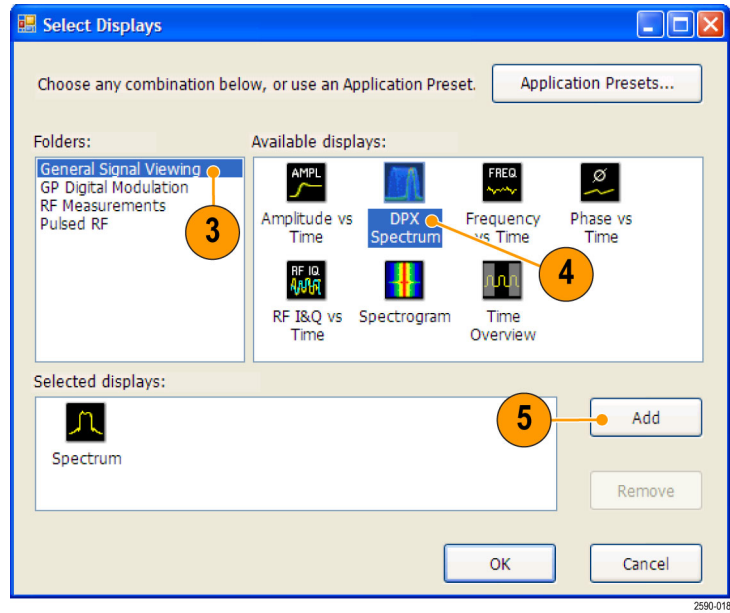 Select Displays
Choose any combination below, or use an Application Preset.
Application Presets...
Folders:
Available displays:
General Signal Viewing
GP Digital Modulation
RF Measurements
Pulsed RF
3
AMPL
FREQ
Ø
Amplitude vs
Time
DPX
Spectrum
Frequency
vs Time
Phase vs
Time
4
RF IQ
RF I&Q vs
Time
Spectrogram
Time
Overview
Selected displays:
Spectrum
5
Add
Remove
OK
Cancel
2590-018